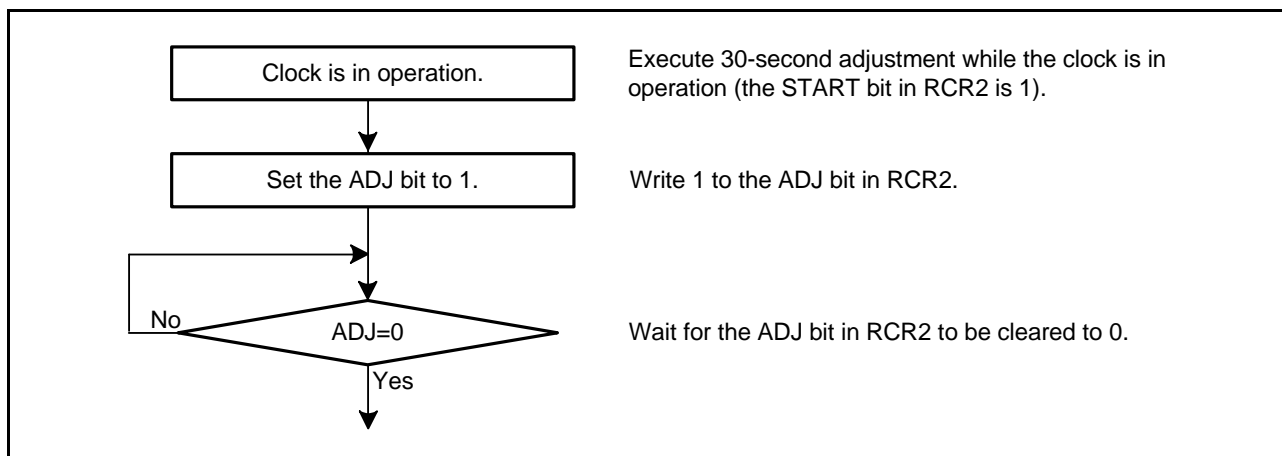 Clock is in operation.
Execute 30-second adjustment while the clock is in
operation (the START bit in RCR2 is 1).
Set the ADJ bit to 1.
Write 1 to the ADJ bit in RCR2.
No
ADJ=0
Wait for the ADJ bit in RCR2 to be cleared to 0.
Yes